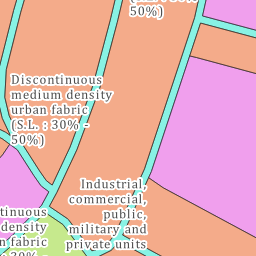 50%)
Discontinuous
medium density
urban fabric
(S.L. : 30% -
50%)
Industrial,
commercial,
public,
military and
private units
density
fabric